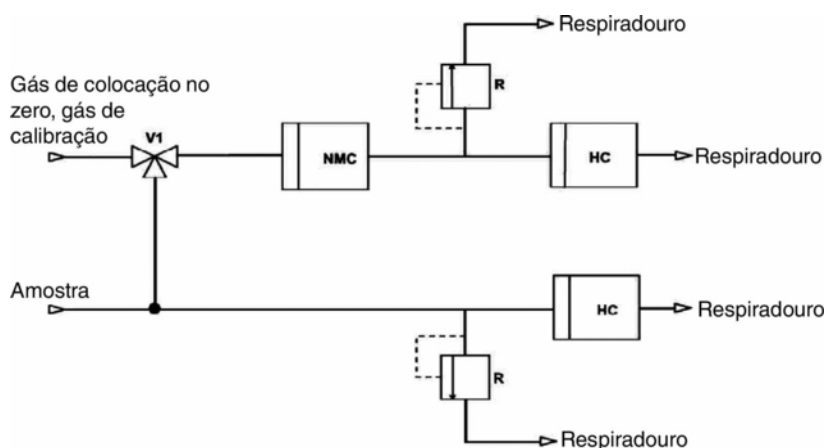 Respiradouro
Gás de colocação no
zero, gás de
calibração
V1
R
NMC
HC
Respiradouro
Amostra
HC
Respiradouro
R
Respiradouro